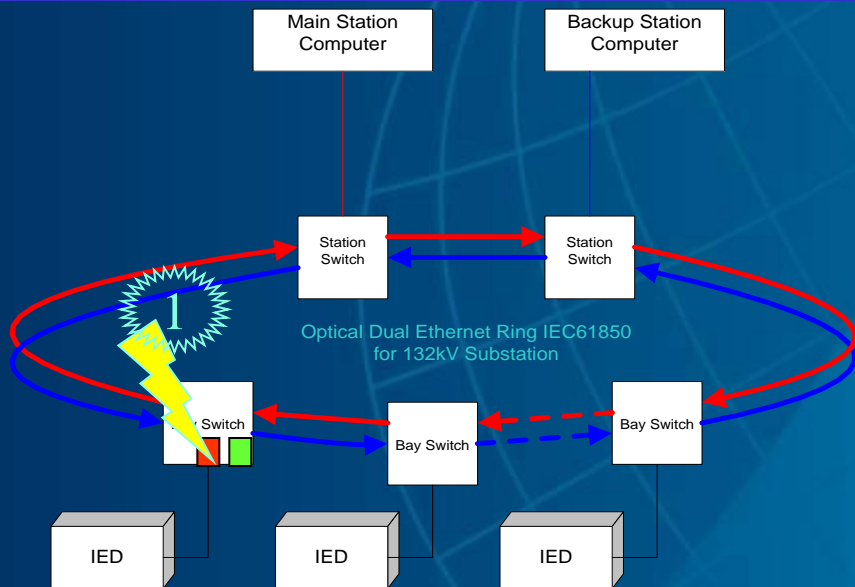 Main Station
Computer
Backup Station
Computer
Station
Switch
Station
Switch
1
Optical Dual Ethernet Ring IEC61850
for 132kV Substation
Switch
Bay Switch
Bay Switch
IED
IED
IED